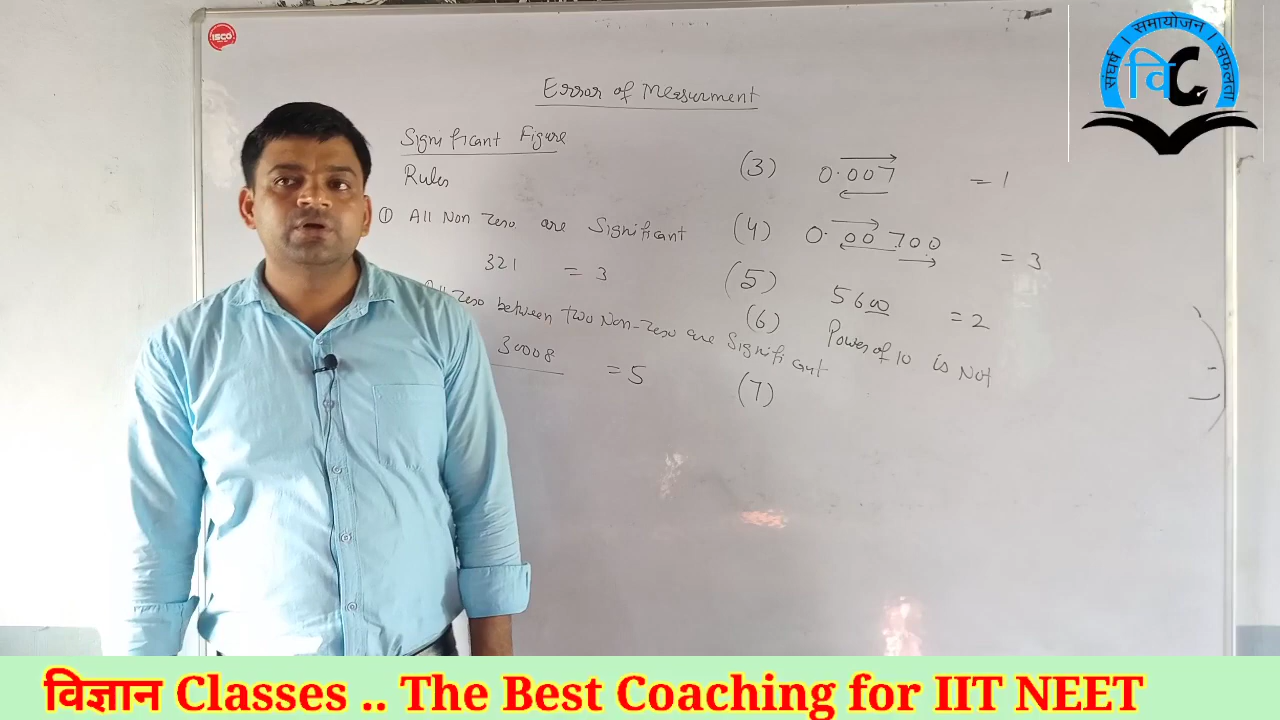 ISCO
संघर्ष । समायोजन । सफलता
वि C
Error of Measurment
Significant Figure
Rules
① All Non Zero are Significant
321 = 3
All Zero between two Non-Zero are Significant
30008 = 5
(3) 0.007 = 1
(4) 0.00700 = 3
(5) 5600 = 2
(6) Power of 10 is Not
(7)
विज्ञान Classes .. The Best Coaching for IIT NEET